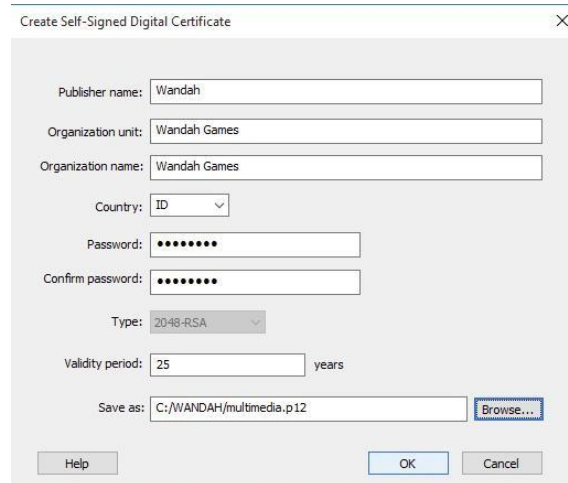 Create Self-Signed Digital Certificate
Publisher name: Wandah
Organization unit: Wandah Games
Organization name: Wandah Games
Country: ID
Password: ••••••••
Confirm password: ••••••••
Type: 2048-RSA
Validity period: 25 years
Save as: C:/WANDAH/multimedia.p12 Browse...
Help OK Cancel